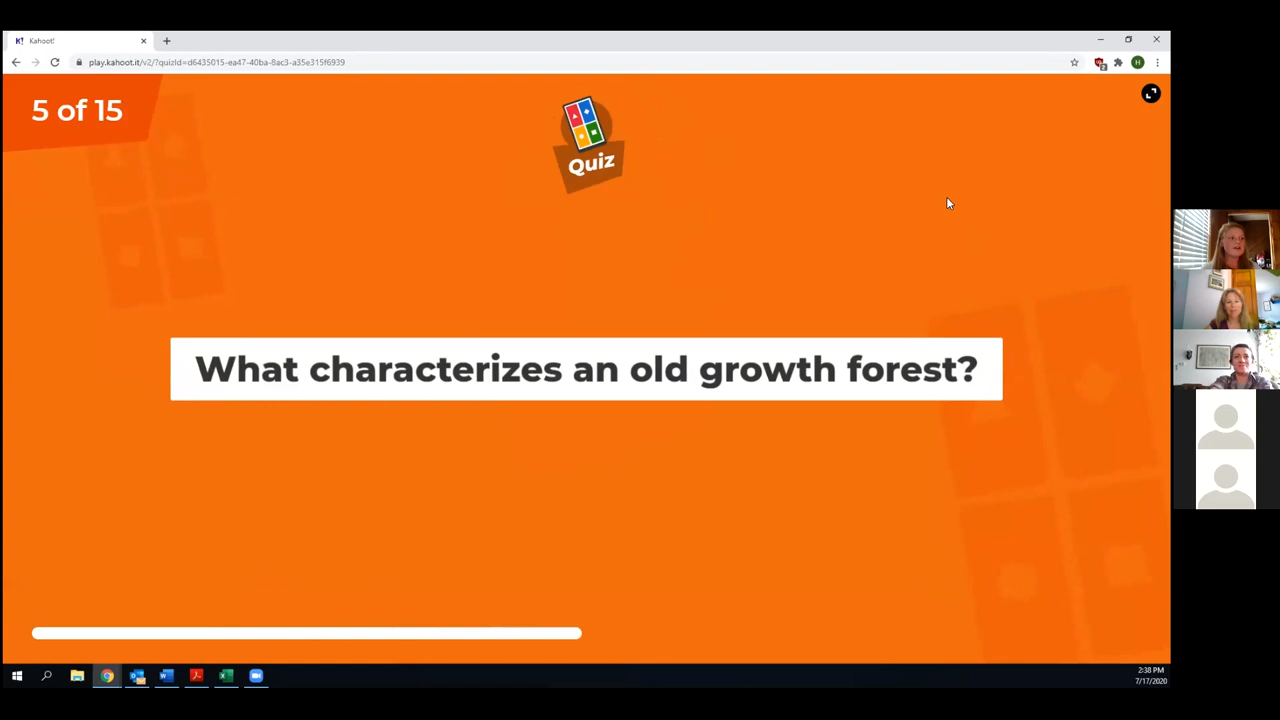 Kahoot!
play.kahoot.it/v2/?quizId=d6435015-ea47-40ba-8ac3-a35e315f6939
H
5 of 15
Quiz
What characterizes an old growth forest?
2:38 PM
7/17/2020